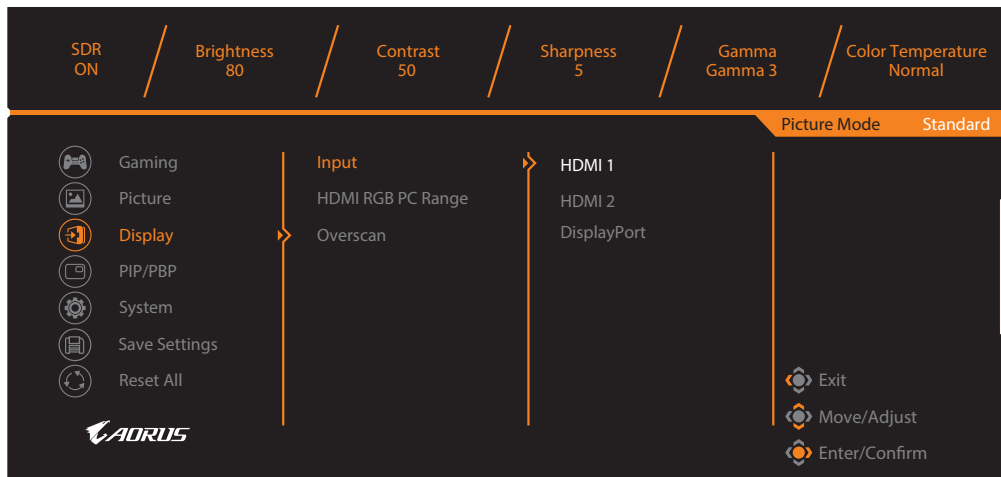 SDR
ON
Brightness
80
Contrast
50
Sharpness
5
Gamma
Gamma 3
Color Temperature
Normal
Picture Mode Standard
Gaming
Picture
Display
PIP/PBP
System
Save Settings
Reset All
Input
HDMI RGB PC Range
Overscan
HDMI 1
HDMI 2
DisplayPort
Exit
Move/Adjust
Enter/Confirm
AORUS